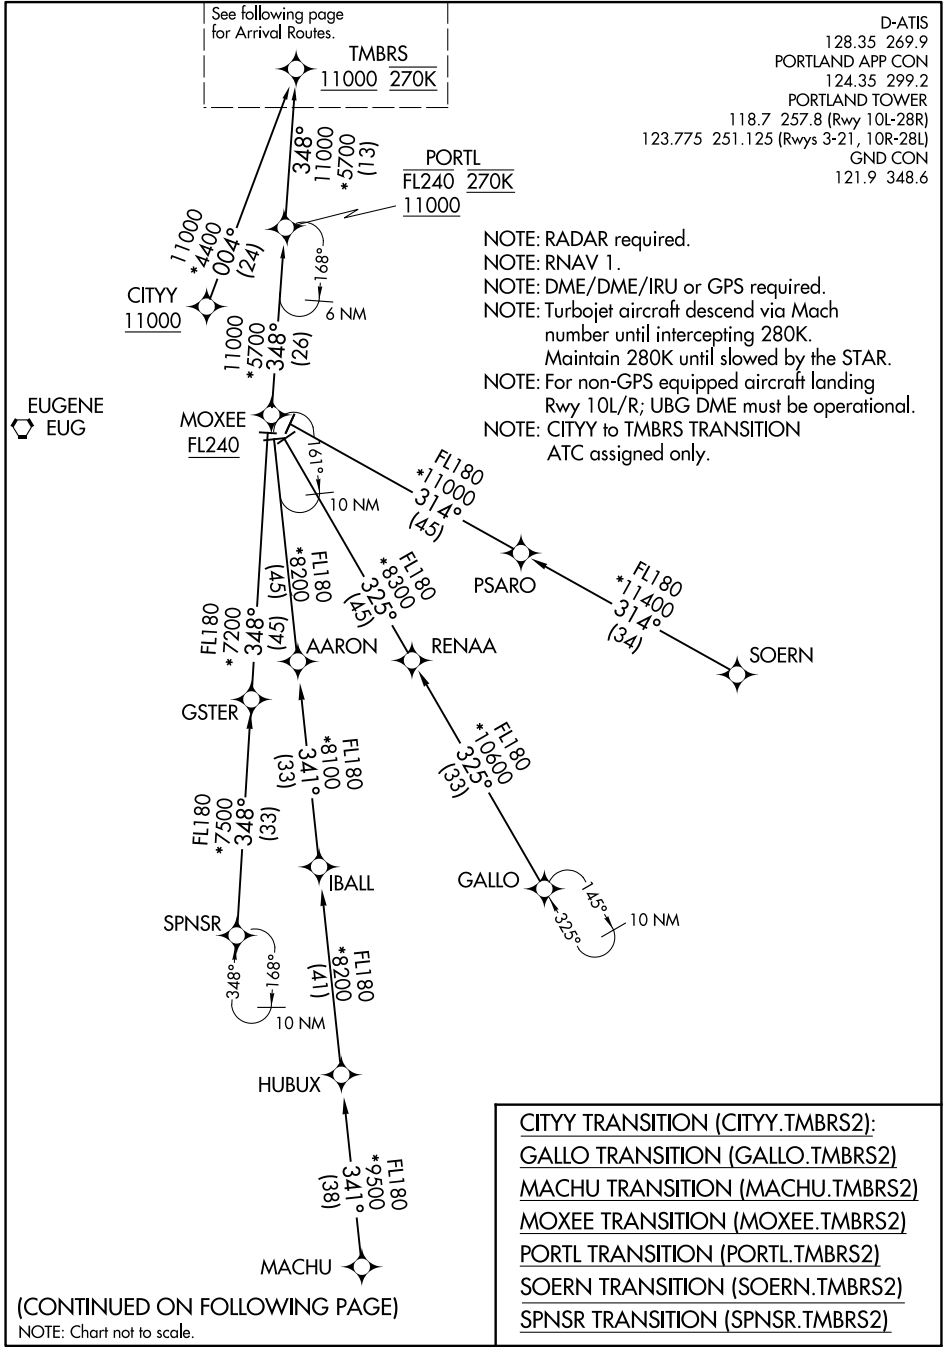 See following page
for Arrival Routes.
TMBRS
11000 270K
D-ATIS
128.35 269.9
PORTLAND APP CON
124.35 299.2
PORTLAND TOWER
118.7 257.8 (Rwy 10L-28R)
123.775 251.125 (Rwys 3-21, 10R-28L)
GND CON
121.9 348.6
348°
11000
*5700
(13)
PORTL
FL240 270K
11000
11000
*4400
004°
(24)
CITYY
11000
168°
6 NM
11000
*5700
348°
(26)
NOTE: RADAR required.
NOTE: RNAV 1.
NOTE: DME/DME/IRU or GPS required.
NOTE: Turbojet aircraft descend via Mach
number until intercepting 280K.
Maintain 280K until slowed by the STAR.
NOTE: For non-GPS equipped aircraft landing
Rwy 10L/R; UBG DME must be operational.
NOTE: CITYY to TMBRS TRANSITION
ATC assigned only.
EUGENE
EUG
MOXEE
FL240
161°
10 NM
FL180
*11000
314°
(45)
PSARO
FL180
*11400
314°
(34)
SOERN
FL180
*8300
325°
(45)
RENAA
FL180
*8200
(45)
AARON
FL180
*7200
348°
(45)
GSTER
FL180
*10600
325°
(33)
GALLO
145°
325°
10 NM
FL180
*8100
341°
(33)
IBALL
FL180
*7500
348°
(33)
SPNSR
348°
168°
10 NM
FL180
*8200
(41)
HUBUX
FL180
*9500
341°
(38)
MACHU
(CONTINUED ON FOLLOWING PAGE)
NOTE: Chart not to scale.
CITYY TRANSITION (CITYY.TMBRS2):
GALLO TRANSITION (GALLO.TMBRS2)
MACHU TRANSITION (MACHU.TMBRS2)
MOXEE TRANSITION (MOXEE.TMBRS2)
PORTL TRANSITION (PORTL.TMBRS2)
SOERN TRANSITION (SOERN.TMBRS2)
SPNSR TRANSITION (SPNSR.TMBRS2)